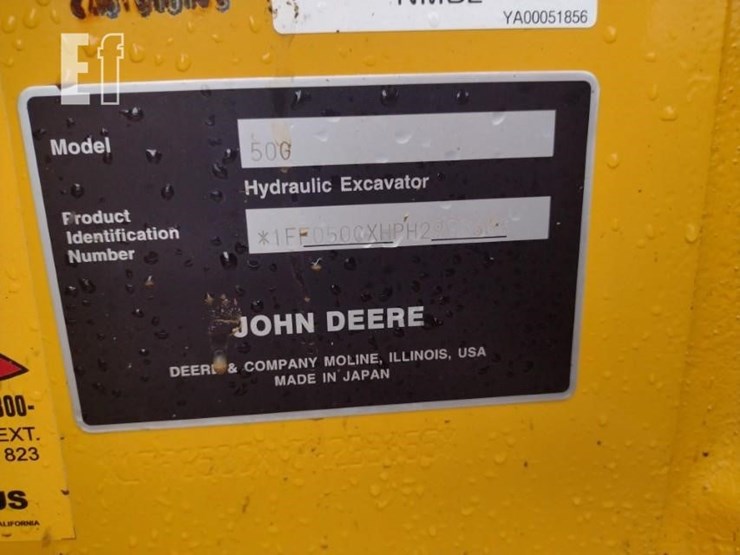 YA00051856
Ef
Model
50G
Hydraulic Excavator
Product
Identification
Number
JOHN DEERE
DEERE & COMPANY MOLINE, ILLINOIS, USA
MADE IN JAPAN
EXT.
823